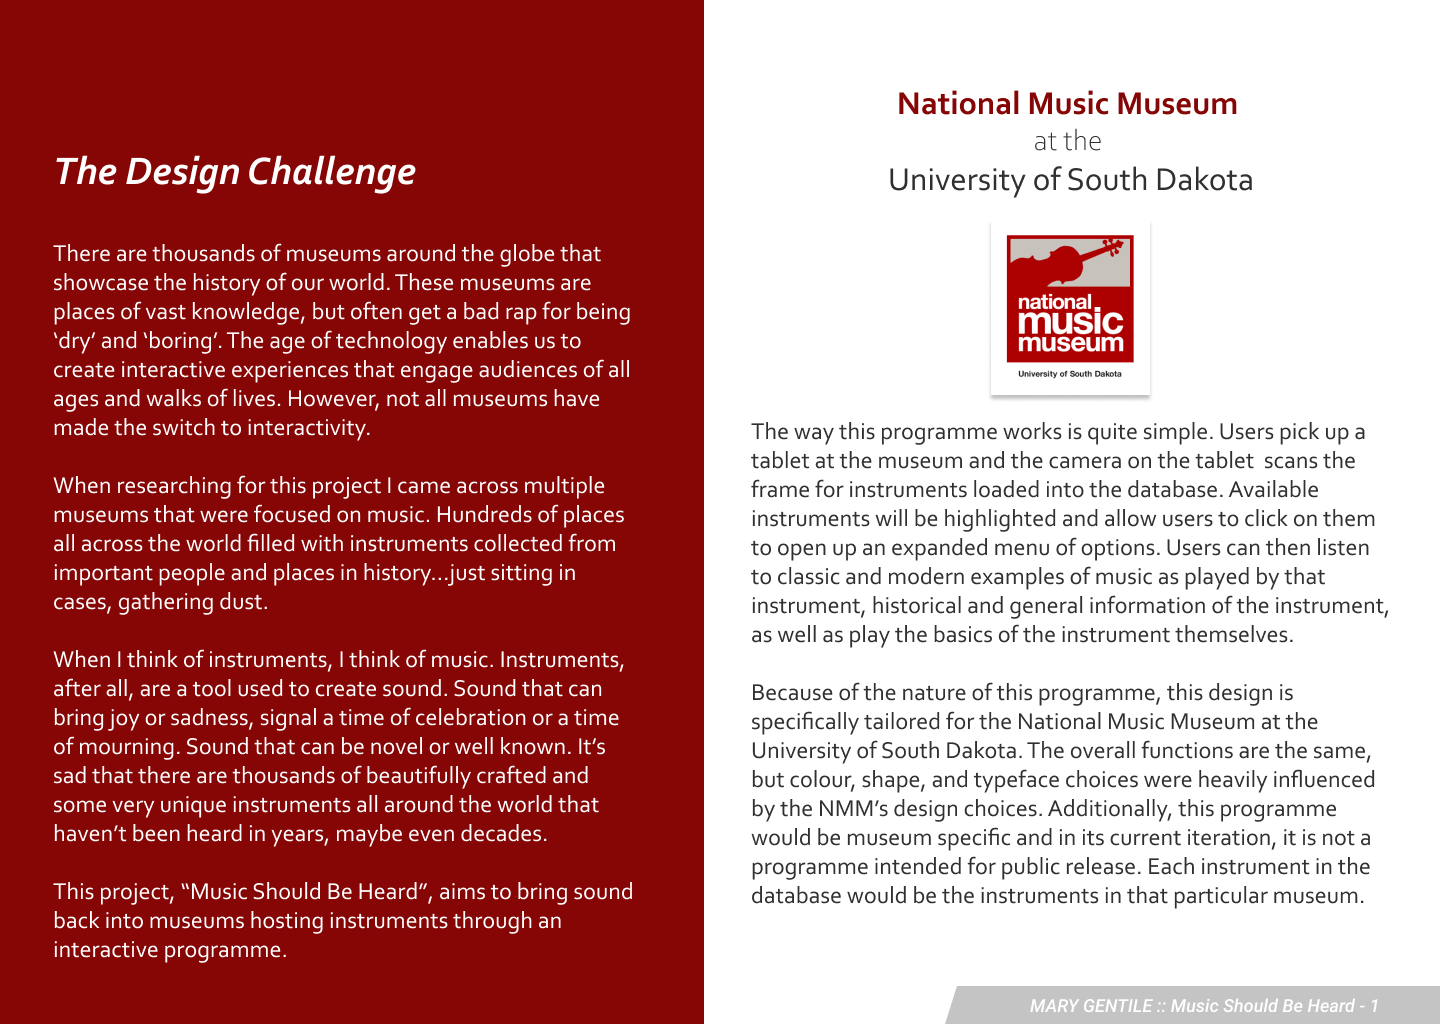 The Design Challenge
There are thousands of museums around the globe that
showcase the history of our world. These museums are
places of vast knowledge, but often get a bad rap for being
‘dry’ and ‘boring’. The age of technology enables us to
create interactive experiences that engage audiences of all
ages and walks of lives. However, not all museums have
made the switch to interactivity.
When researching for this project I came across multiple
museums that were focused on music. Hundreds of places
all across the world filled with instruments collected from
important people and places in history...just sitting in
cases, gathering dust.
When I think of instruments, I think of music. Instruments,
after all, are a tool used to create sound. Sound that can
bring joy or sadness, signal a time of celebration or a time
of mourning. Sound that can be novel or well known. It’s
sad that there are thousands of beautifully crafted and
some very unique instruments all around the world that
haven’t been heard in years, maybe even decades.
This project, “Music Should Be Heard”, aims to bring sound
back into museums hosting instruments through an
interactive programme.
National Music Museum
at the
University of South Dakota
national
music
museum
University of South Dakota
The way this programme works is quite simple. Users pick up a
tablet at the museum and the camera on the tablet scans the
frame for instruments loaded into the database. Available
instruments will be highlighted and allow users to click on them
to open up an expanded menu of options. Users can then listen
to classic and modern examples of music as played by that
instrument, historical and general information of the instrument,
as well as play the basics of the instrument themselves.
Because of the nature of this programme, this design is
specifically tailored for the National Music Museum at the
University of South Dakota. The overall functions are the same,
but colour, shape, and typeface choices were heavily influenced
by the NMM’s design choices. Additionally, this programme
would be museum specific and in its current iteration, it is not a
programme intended for public release. Each instrument in the
database would be the instruments in that particular museum.
MARY GENTILE :: Music Should Be Heard - 1